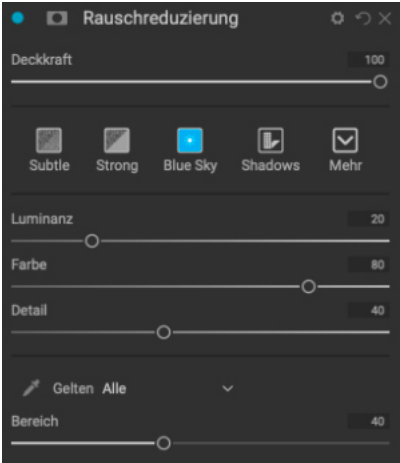 Rauschreduzierung
Deckkraft 100
Subtle Strong Blue Sky Shadows Mehr
Luminanz 20
Farbe 80
Detail 40
Gelten Alle
Bereich 40